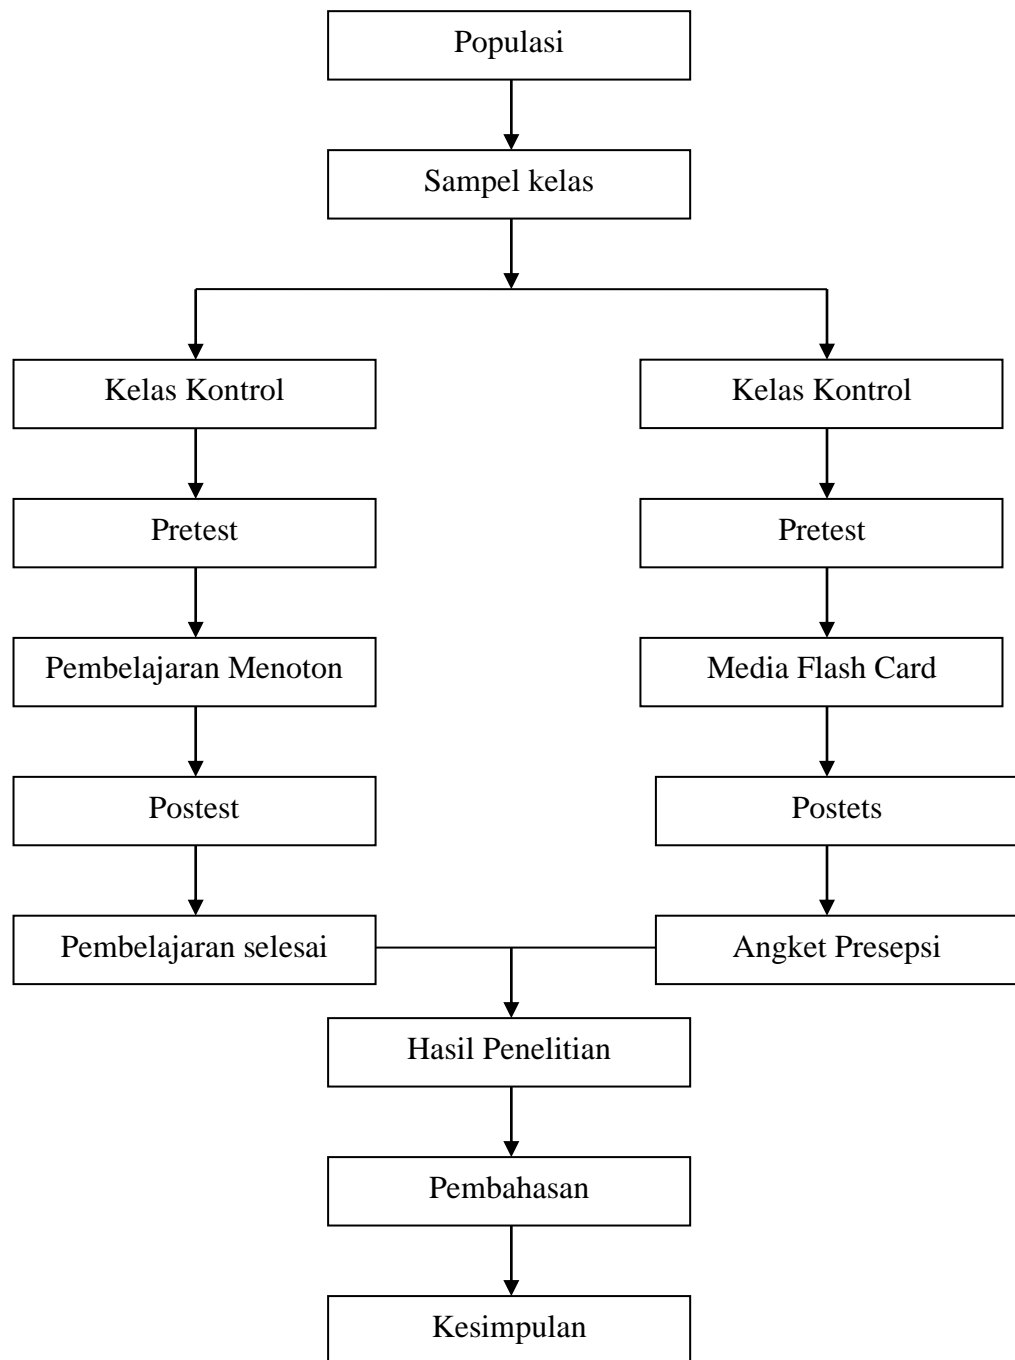 Populasi
Sampel kelas
Kelas Kontrol
Kelas Kontrol
Pretest
Pretest
Pembelajaran Menoton
Media Flash Card
Postest
Postets
Pembelajaran selesai
Angket Presepsi
Hasil Penelitian
Pembahasan
Kesimpulan